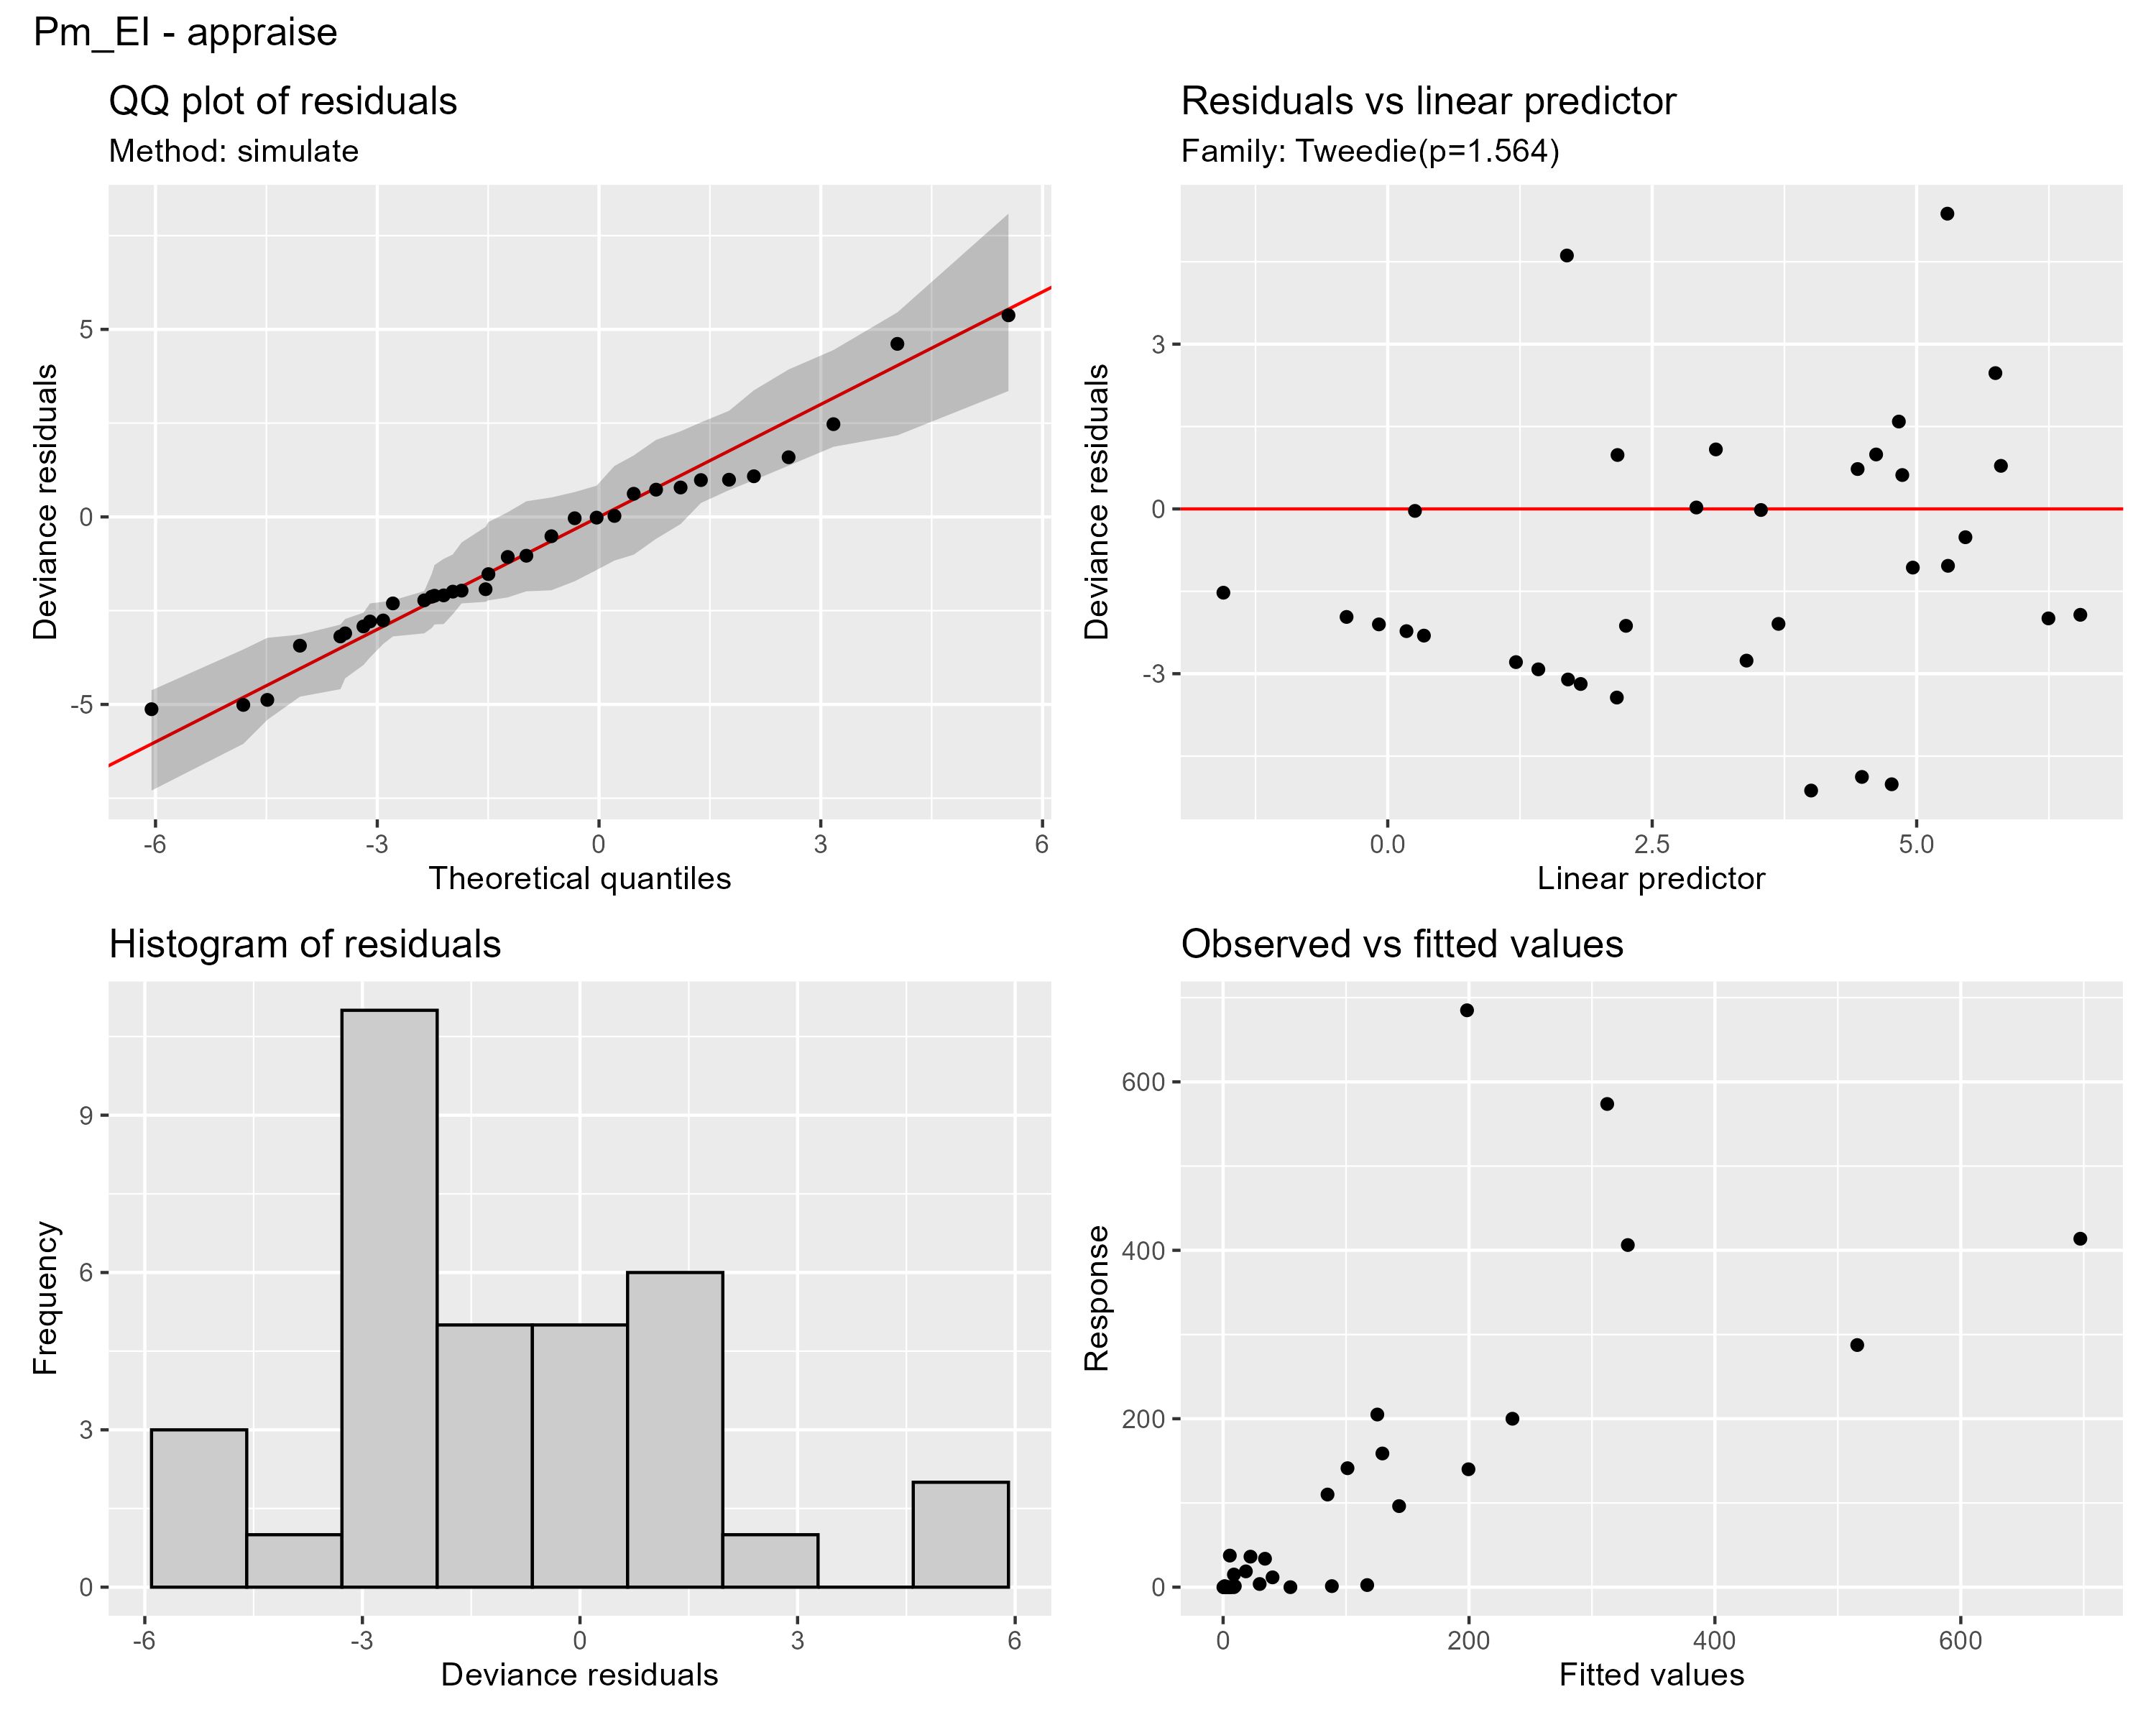 Pm_EI - appraise
QQ plot of residuals
Method: simulate
Deviance residuals
5
0
-5
-6
-3
0
3
6
Theoretical quantiles
Residuals vs linear predictor
Family: Tweedie(p=1.564)
Deviance residuals
3
0
-3
0.0
2.5
5.0
Linear predictor
Histogram of residuals
Frequency
9
6
3
0
-6
-3
0
3
6
Deviance residuals
Observed vs fitted values
Response
600
400
200
0
0
200
400
600
Fitted values